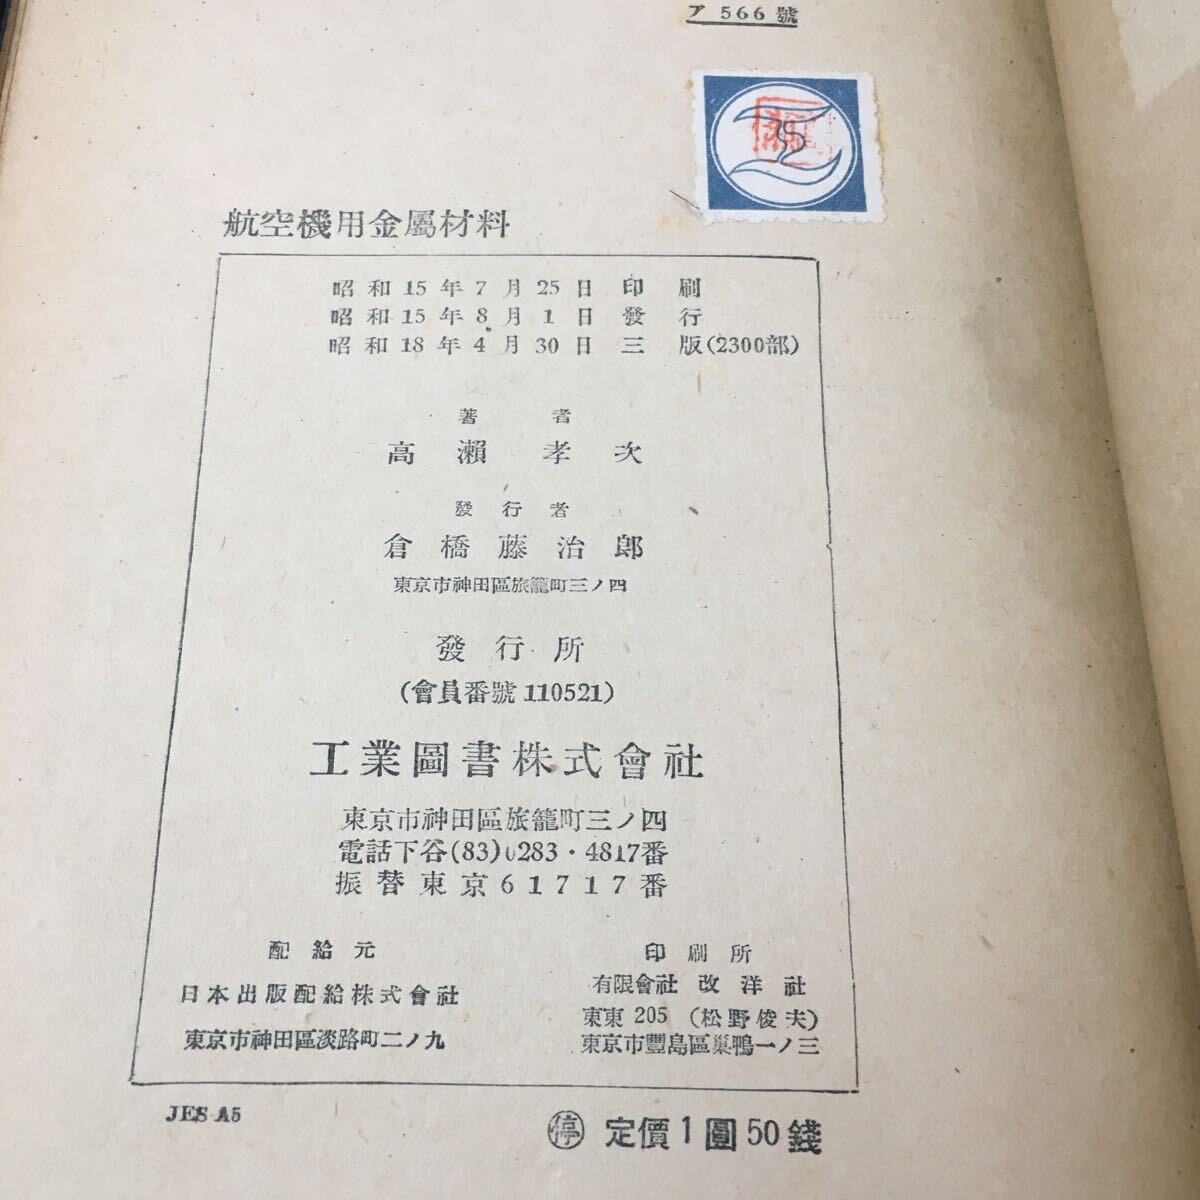 ア 566 號
航空機用金屬材料
昭和15年7月25日印刷
昭和15年8月1日發行
昭和18年4月30日三版(2300部)
著者
高瀨孝次
發行者
倉橋藤治郎
東京市神田區旅籠町三ノ四
發行所
(會員番號110521)
工業圖書株式會社
東京市神田區旅籠町三ノ四
電話下谷(83)0283・4817番
振替東京61717番
配給元
日本出版配給株式會社
東京市神田區淡路町二ノ九
印刷所
有限會社 改洋社
東東 205 (松野俊夫)
東京市豐島區巢鴨一ノ三
JES A5
停 定價1圓50錢